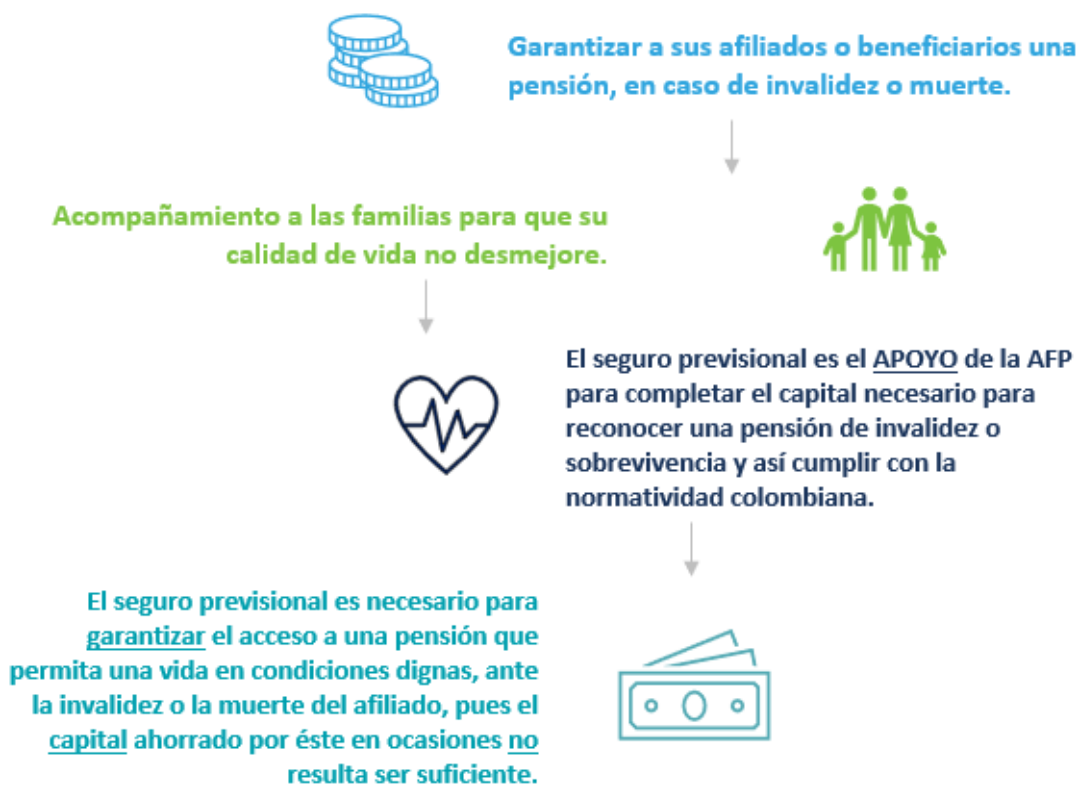 Garantizar a sus afiliados o beneficiarios una
pensión, en caso de invalidez o muerte.
Acompañamiento a las familias para que su
calidad de vida no desmejore.
El seguro previsional es el APOYO de la AFP
para completar el capital necesario para
reconocer una pensión de invalidez o
sobrevivencia y así cumplir con la
normatividad colombiana.
El seguro previsional es necesario para
garantizar el acceso a una pensión que
permita una vida en condiciones dignas, ante
la invalidez o la muerte del afiliado, pues el
capital ahorrado por éste en ocasiones no
resulta ser suficiente.